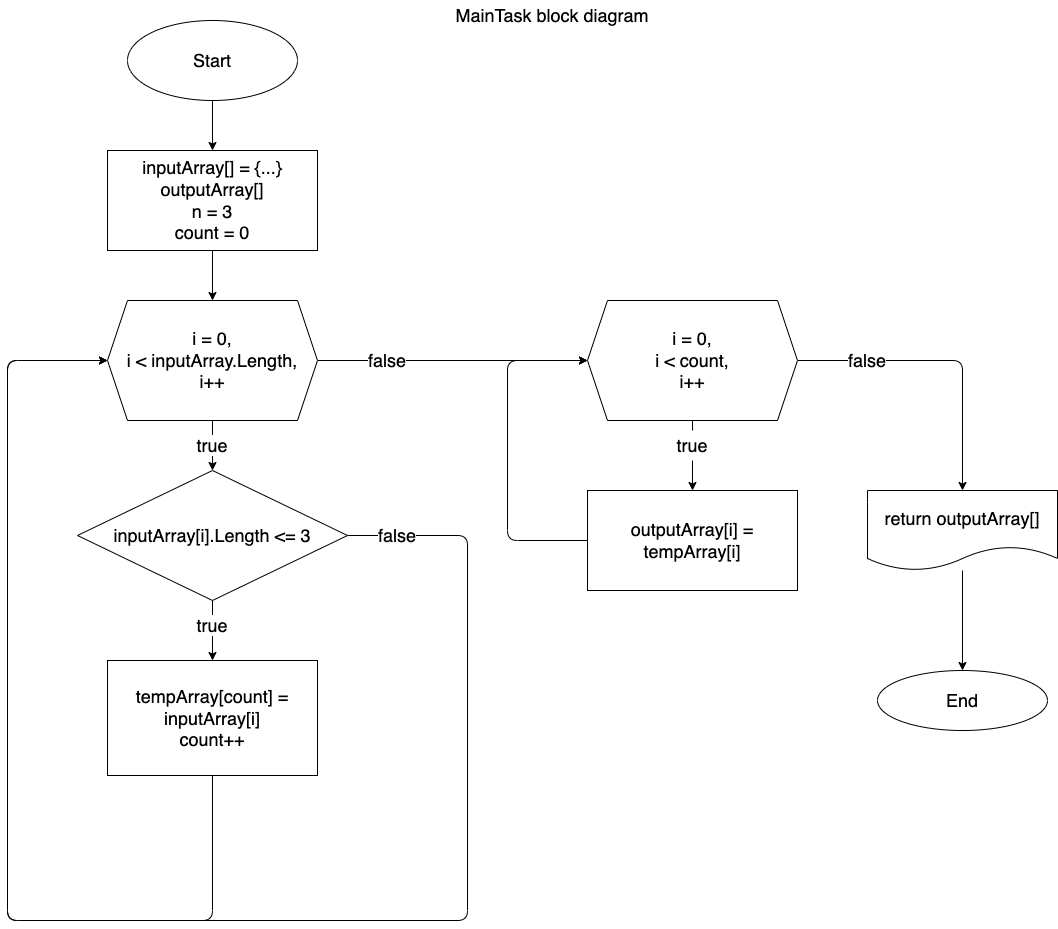 MainTask block diagram
Start
inputArray[] = {...}
outputArray[]
n = 3
count = 0
i = 0,
i < inputArray.Length,
i++
false
true
inputArray[i].Length <= 3
false
true
tempArray[count] =
inputArray[i]
count++
i = 0,
i < count,
i++
false
true
outputArray[i] =
tempArray[i]
return outputArray[]
End